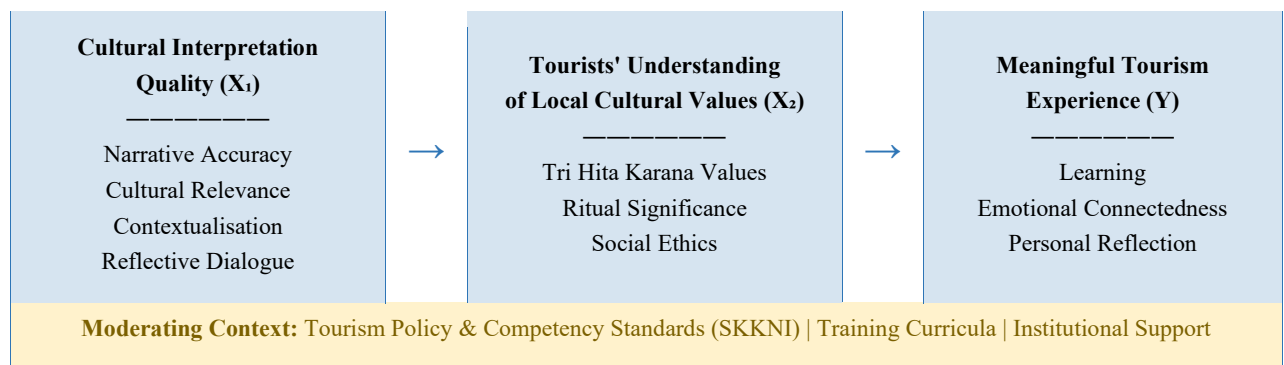 Cultural Interpretation
Quality (X₁)
——————
Narrative Accuracy
Cultural Relevance
Contextualisation
Reflective Dialogue
→
Tourists' Understanding
of Local Cultural Values (X₂)
——————
Tri Hita Karana Values
Ritual Significance
Social Ethics
→
Meaningful Tourism
Experience (Y)
——————
Learning
Emotional Connectedness
Personal Reflection
Moderating Context: Tourism Policy & Competency Standards (SKKNI) | Training Curricula | Institutional Support